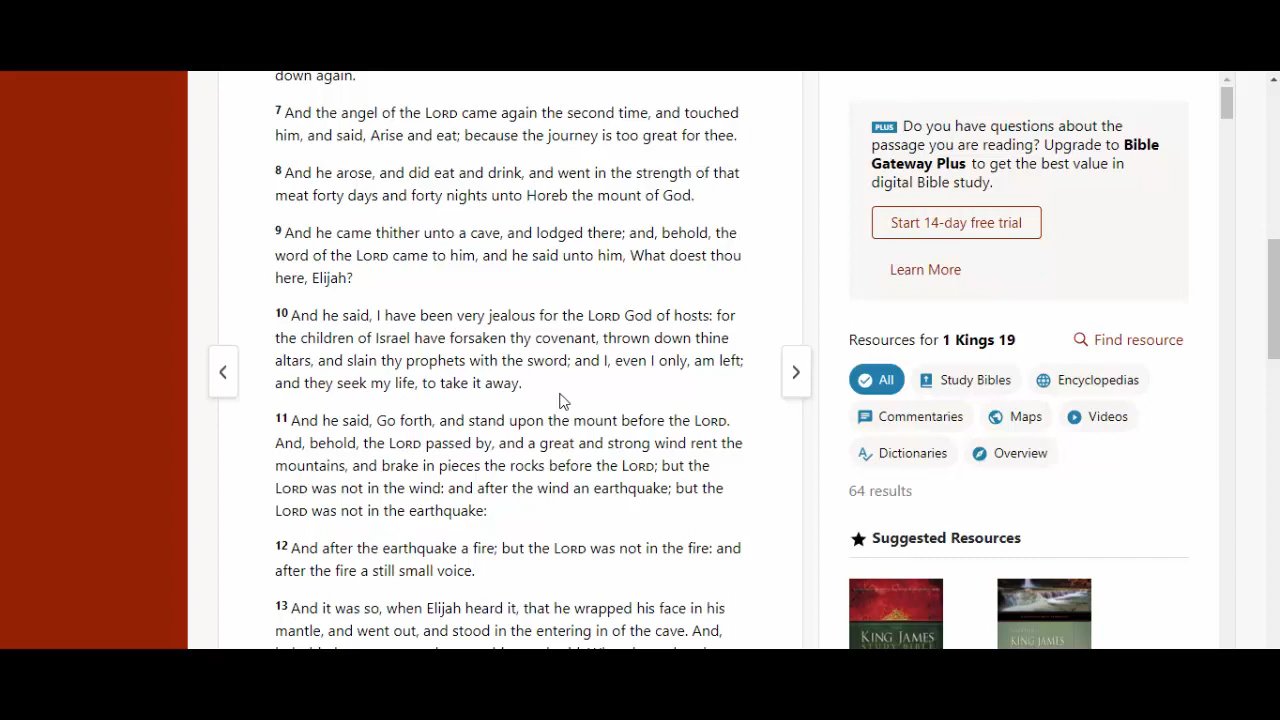 down again.
7 And the angel of the LORD came again the second time, and touched
him, and said, Arise and eat; because the journey is too great for thee.
8 And he arose, and did eat and drink, and went in the strength of that
meat forty days and forty nights unto Horeb the mount of God.
9 And he came thither unto a cave, and lodged there; and, behold, the
word of the LORD came to him, and he said unto him, What doest thou
here, Elijah?
10 And he said, I have been very jealous for the LORD God of hosts: for
the children of Israel have forsaken thy covenant, thrown down thine
altars, and slain thy prophets with the sword; and I, even I only, am left;
and they seek my life, to take it away.
11 And he said, Go forth, and stand upon the mount before the LORD.
And, behold, the LORD passed by, and a great and strong wind rent the
mountains, and brake in pieces the rocks before the LORD; but the
LORD was not in the wind: and after the wind an earthquake; but the
LORD was not in the earthquake:
12 And after the earthquake a fire; but the LORD was not in the fire: and
after the fire a still small voice.
13 And it was so, when Elijah heard it, that he wrapped his face in his
mantle, and went out, and stood in the entering in of the cave. And,
PLUS Do you have questions about the
passage you are reading? Upgrade to Bible
Gateway Plus to get the best value in
digital Bible study.
Start 14-day free trial
Learn More
Resources for 1 Kings 19
Find resource
All
Study Bibles
Encyclopedias
Commentaries
Maps
Videos
Dictionaries
Overview
64 results
Suggested Resources
KING JAMES
STUDY BIBLE
KING JAMES